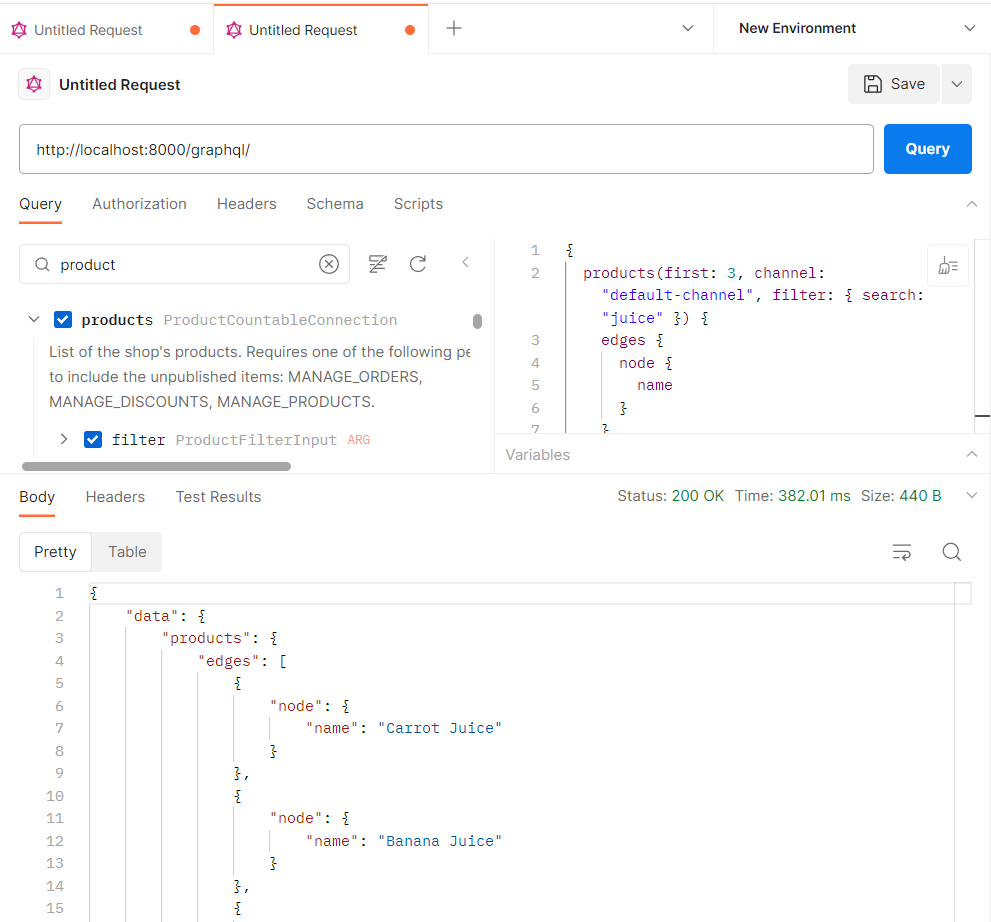 Untitled Request
Untitled Request
New Environment
Untitled Request
Save
http://localhost:8000/graphql/
Query
Query Authorization Headers Schema Scripts
product
products ProductCountableConnection
List of the shop's products. Requires one of the following pe
to include the unpublished items: MANAGE_ORDERS,
MANAGE_DISCOUNTS, MANAGE_PRODUCTS.
filter ProductFilterInput ARG
1 {
2 products(first: 3, channel:
"default-channel", filter: { search:
"juice" }) {
3 edges {
4 node {
5 name
6 }
7 }
Variables
Body Headers Test Results
Status: 200 OK Time: 382.01 ms Size: 440 B
Pretty Table
1 {
2 "data": {
3 "products": {
4 "edges": [
5 {
6 "node": {
7 "name": "Carrot Juice"
8 }
9 },
10 {
11 "node": {
12 "name": "Banana Juice"
13 }
14 },
15 {